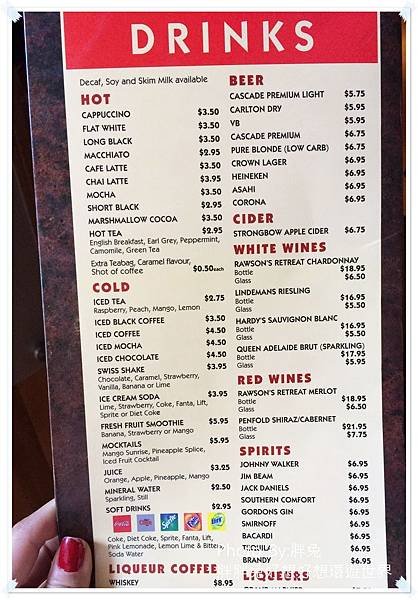 DRINKS
Decaf, Soy and Skim Milk available
HOT
CAPPUCCINO $3.50
FLAT WHITE $3.50
LONG BLACK $3.50
MACCHIATO $2.95
CAFE LATTE $3.50
CHAI LATTE $3.95
MOCHA $3.50
SHORT BLACK $2.95
MARSHMALLOW COCOA $3.50
HOT TEA $2.95
English Breakfast, Earl Grey, Peppermint,
Camomile, Green Tea
Extra Teabag, Caramel flavour,
Shot of coffee $0.50each
COLD
ICED TEA $2.75
Raspberry, Peach, Mango, Lemon
ICED BLACK COFFEE $3.50
ICED COFFEE $4.50
ICED MOCHA $4.50
ICED CHOCOLATE $4.50
SWISS SHAKE $3.95
Chocolate, Caramel, Strawberry,
Vanilla, Banana or Lime
ICE CREAM SODA $3.95
Lime, Strawberry, Coke, Fanta, Lift,
Sprite or Diet Coke
FRESH FRUIT SMOOTHIE $5.95
Banana, Strawberry or Mango
MOCKTAILS $5.95
Mango Sunrise, Pineapple Splice,
Iced Fruit Cocktail
JUICE $3.25
Orange, Apple, Pineapple, Mango
MINERAL WATER $2.50
Sparkling, Still
SOFT DRINKS $2.95
Coke, Diet Coke, Sprite, Fanta, Lift,
Pink Lemonade, Lemon Lime & Bitters
Soda Water
LIQUEUR COFFEE
WHISKEY $8.95
BEER
CASCADE PREMIUM LIGHT $5.75
CARLTON DRY $5.95
VB $5.95
CASCADE PREMIUM $6.75
PURE BLONDE (LOW CARB) $6.75
CROWN LAGER $6.95
HEINEKEN $6.95
ASAHI $6.95
CORONA $6.95
CIDER
STRONGBOW APPLE CIDER $6.75
WHITE WINES
RAWSON'S RETREAT CHARDONNAY
Bottle $18.95
Glass $6.50
LINDEMANS RIESLING
Bottle $16.95
Glass $5.50
HARDY'S SAUVIGNON BLANC
Bottle $16.95
Glass $5.50
QUEEN ADELAIDE BRUT (SPARKLING)
Bottle $17.95
Glass $5.95
RED WINES
RAWSON'S RETREAT MERLOT
Bottle $18.95
Glass $6.50
PENFOLD SHIRAZ/CABERNET
Bottle $21.95
Glass $7.75
SPIRITS
JOHNNY WALKER $6.95
JIM BEAM $6.95
JACK DANIELS $6.95
SOUTHERN COMFORT $6.95
GORDONS GIN $6.95
SMIRNOFF $6.95
BACARDI $6.95
TEQUILA $6.95
BRANDY $6.95
LIQUEURS